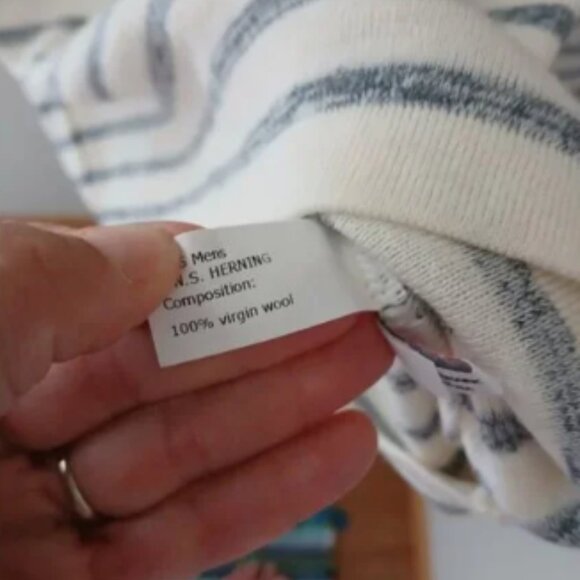 Mens
N.S. HERNING
Composition:
100% virgin wool